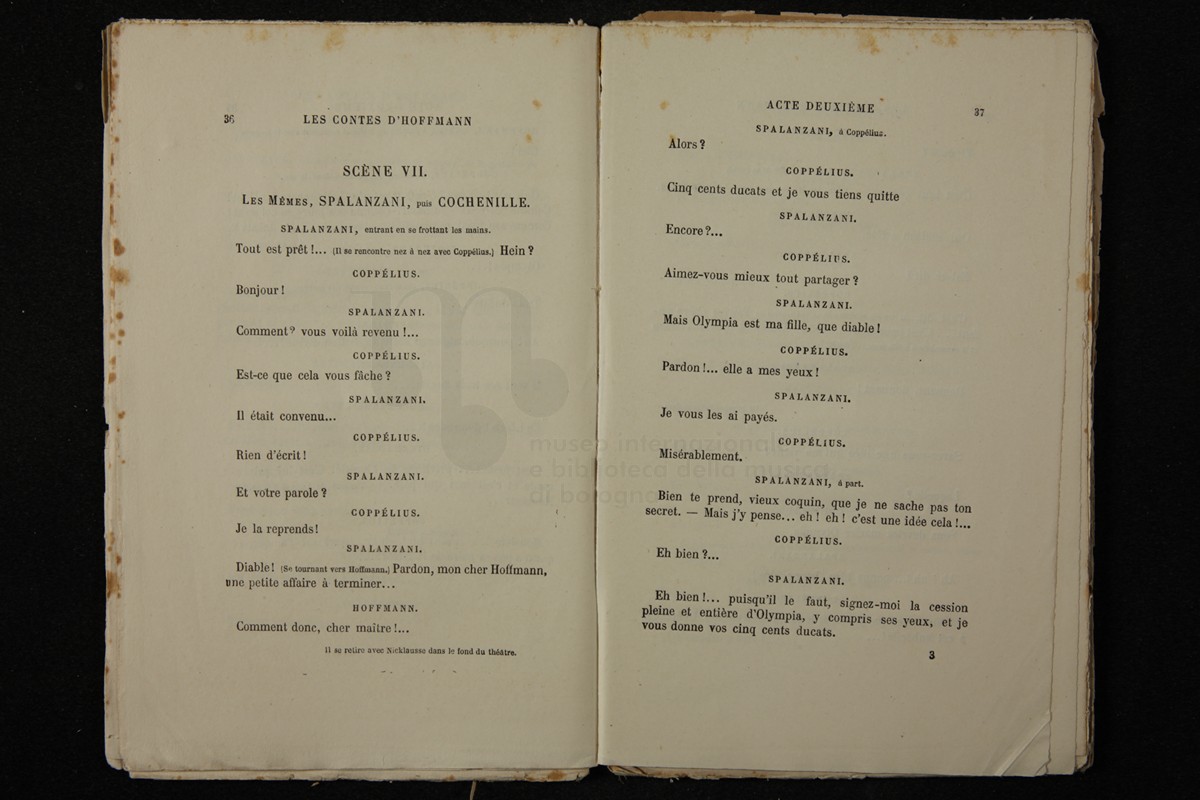 36
LES CONTES D'HOFFMANN
SCÈNE VII.
LES MÊMES, SPALANZANI, puis COCHENILLE.
SPALANZANI, entrant en se frottant les mains.
Tout est prêt !... (Il se rencontre nez à nez avec Coppélius.) Hein ?
COPPÉLIUS.
Bonjour !
SPALANZANI.
Comment? vous voilà revenu !...
COPPÉLIUS.
Est-ce que cela vous fâche ?
SPALANZANI.
Il était convenu...
COPPÉLIUS.
Rien d'écrit !
SPALANZANI.
Et votre parole ?
COPPÉLIUS.
Je la reprends !
SPALANZANI.
Diable ! (Se tournant vers Hoffmann.) Pardon, mon cher Hoffmann,
une petite affaire à terminer...
HOFFMANN.
Comment donc, cher maître !...
Il se retire avec Nicklausse dans le fond du théâtre.
ACTE DEUXIÈME
37
SPALANZANI, à Coppélius.
Alors ?
COPPÉLIUS.
Cinq cents ducats et je vous tiens quitte
SPALANZANI.
Encore ?...
COPPÉLIUS.
Aimez-vous mieux tout partager ?
SPALANZANI.
Mais Olympia est ma fille, que diable !
COPPÉLIUS.
Pardon !... elle a mes yeux !
SPALANZANI.
Je vous les ai payés.
COPPÉLIUS.
Misérablement.
SPALANZANI, à part.
Bien te prend, vieux coquin, que je ne sache pas ton
secret. — Mais j'y pense... eh ! eh ! c'est une idée cela !...
COPPÉLIUS.
Eh bien ?...
SPALANZANI.
Eh bien !... puisqu'il le faut, signez-moi la cession
pleine et entière d'Olympia, y compris ses yeux, et je
vous donne vos cinq cents ducats.
3
museo internazionale
e biblioteca della musica
di bologna